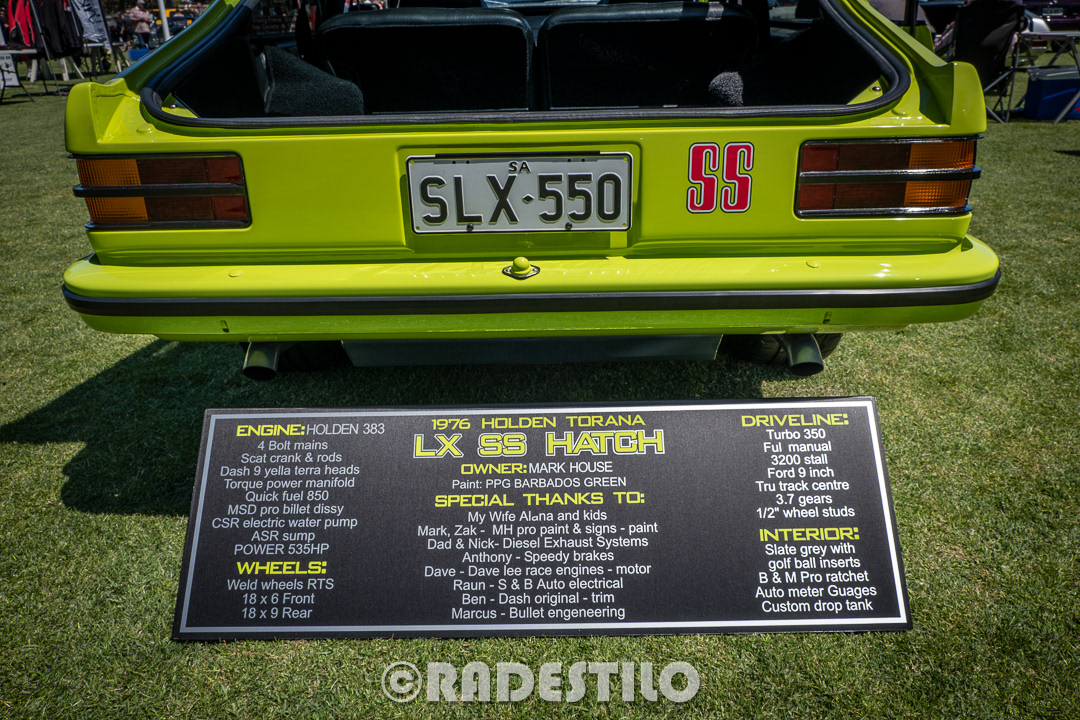 SA
SLX·550
SS
ENGINE: HOLDEN 383
4 Bolt mains
Scat crank & rods
Dash 9 yella terra heads
Torque power manifold
Quick fuel 850
MSD pro billet dissy
CSR electric water pump
ASR sump
POWER 535HP
WHEELS:
Weld wheels RTS
18 x 6 Front
18 x 9 Rear
1976 HOLDEN TORANA
LX SS HATCH
OWNER: MARK HOUSE
Paint: PPG BARBADOS GREEN
SPECIAL THANKS TO:
My Wife Alana and kids
Mark, Zak - MH pro paint & signs - paint
Dad & Nick- Diesel Exhaust Systems
Anthony - Speedy brakes
Dave - Dave lee race engines - motor
Raun - S & B Auto electrical
Ben - Dash original - trim
Marcus - Bullet engeneering
DRIVELINE:
Turbo 350
Ful manual
3200 stall
Ford 9 inch
Tru track centre
3.7 gears
1/2" wheel studs
INTERIOR:
Slate grey with
golf ball inserts
B & M Pro ratchet
Auto meter Guages
Custom drop tank
©RADESTILO